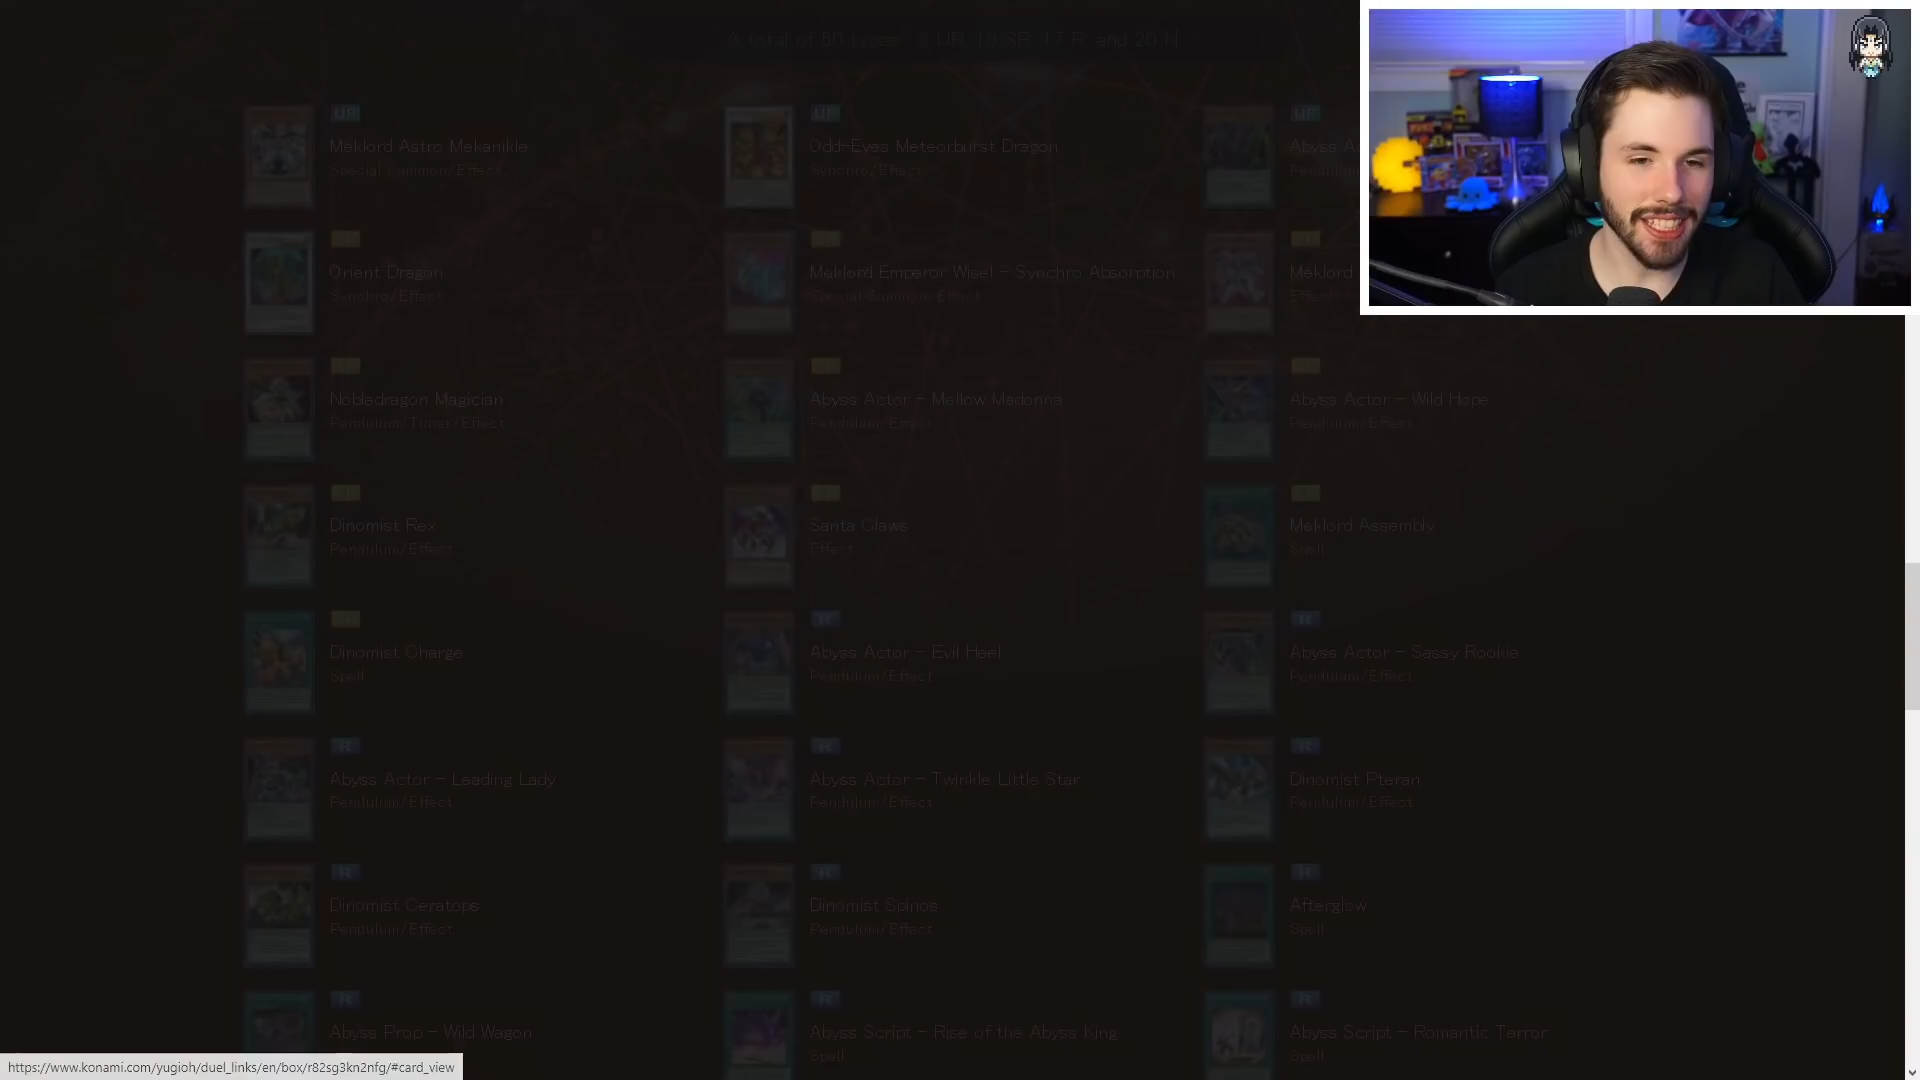 A total of 50 types: 3 UR, 10 SR, 17 R, and 20 N
UR
UR
UR
Meklord Astro Mekanikle
Odd-Eyes Meteorburst Dragon
Abyss A
Special Summon/Effect
Synchro/Effect
Pendulum
Orient Dragon
Meklord Emperor Wisel - Synchro Absorption
Meklord
Synchro/Effect
Special Summon/Effect
Effect
Nobledragon Magician
Abyss Actor - Mellow Madonna
Abyss Actor - Wild Hope
Pendulum/Tuner/Effect
Pendulum/Effect
Pendulum/Effect
Dinomist Rex
Santa Claws
Meklord Assembly
Pendulum/Effect
Effect
Spell
R
R
Dinomist Charge
Abyss Actor - Evil Heel
Abyss Actor - Sassy Rookie
Spell
Pendulum/Effect
Pendulum/Effect
R
R
R
Abyss Actor - Leading Lady
Abyss Actor - Twinkle Little Star
Dinomist Pteran
Pendulum/Effect
Pendulum/Effect
Pendulum/Effect
R
R
R
Dinomist Ceratops
Dinomist Spinos
Afterglow
Pendulum/Effect
Pendulum/Effect
Spell
R
R
R
Abyss Prop - Wild Wagon
Abyss Script - Rise of the Abyss King
Abyss Script - Romantic Terror
Spell
Spell
https://www.konami.com/yugioh/duel_links/en/box/r82sg3kn2nfg/#card_view